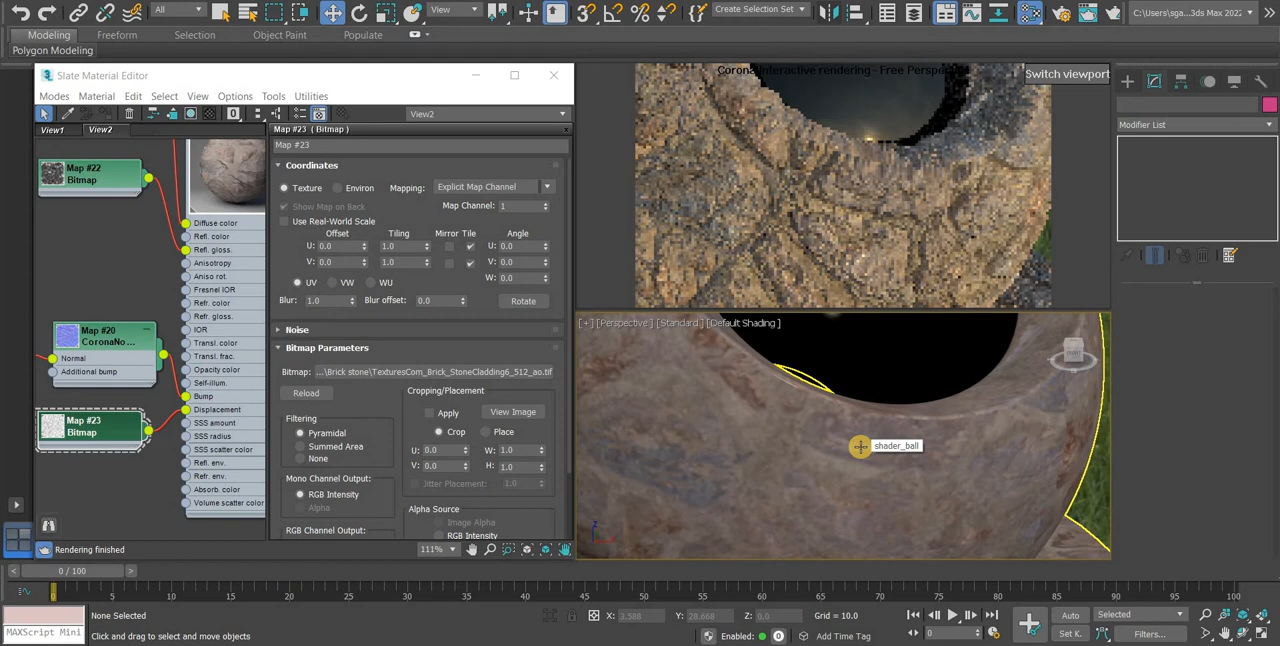 All
View
Create Selection Set
C:\Users\sga...3ds Max 2022
Modeling
Freeform
Selection
Object Paint
Populate
Polygon Modeling
Slate Material Editor
Modes Material Edit Select View Options Tools Utilities
View2
View1 View2
Map #23 ( Bitmap )
Map #23
Map #22
Bitmap
Diffuse color
Refl. color
Refl. gloss.
Anisotropy
Aniso rot.
Fresnel IOR
Refr. color
Refr. gloss.
IOR
Transl. color
Transl. frac.
Opacity color
Self-illum.
Bump
Displacement
SSS amount
SSS radius
SSS scatter color
Refl. env.
Refr. env.
Absorb. color
Volume scatter color
Map #20
CoronaNo...
Normal
Additional bump
Map #23
Bitmap
Coordinates
Texture Environ Mapping: Explicit Map Channel
Show Map on Back Map Channel: 1
Use Real-World Scale
Offset Tiling Mirror Tile Angle
U: 0.0 1.0 U: 0.0
V: 0.0 1.0 V: 0.0
W: 0.0
UV VW WU
Blur: 1.0 Blur offset: 0.0 Rotate
Noise
Bitmap Parameters
Bitmap: ...\Brick stone\TexturesCom_Brick_StoneCladding6_512_ao.tif
Reload
Cropping/Placement
Apply View Image
Crop Place
U: 0.0 W: 1.0
V: 0.0 H: 1.0
Jitter Placement: 1.0
Filtering
Pyramidal
Summed Area
None
Mono Channel Output:
RGB Intensity
Alpha
RGB Channel Output:
Alpha Source
Image Alpha
RGB Intensity
Rendering finished
111%
Corona Interactive rendering - Free Perspe
Switch viewport
[+] [Perspective] [Standard] [Default Shading]
FRONT
shader_ball
Z
Modifier List
0 / 100
0 5 10 15 20 25 30 35 40 45 50 55 60 65 70 75 80 85 90 95 100
MAXScript Mini
None Selected
Click and drag to select and move objects
X: 3.588 Y: 28.668 Z: 0.0 Grid = 10.0
Enabled: 0 Add Time Tag
0
Auto Selected
Set K. Filters...